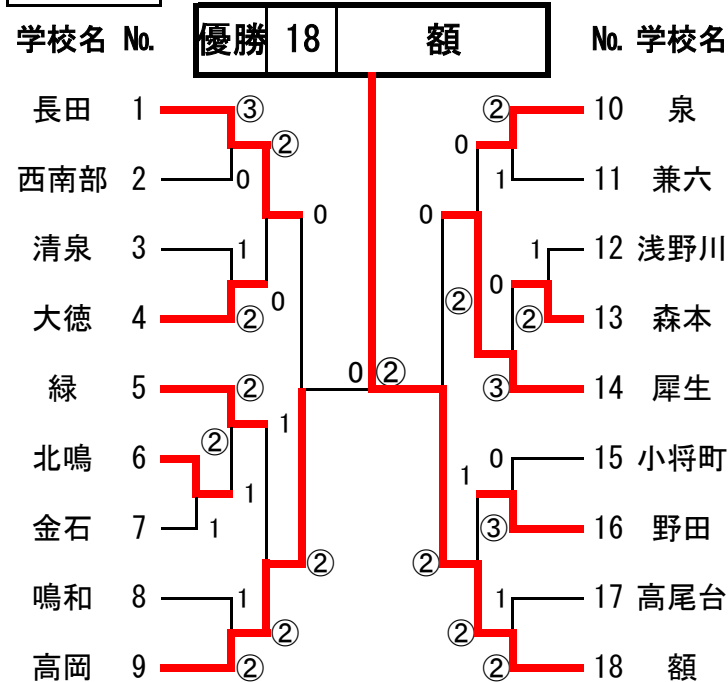 優勝 18 額
学校名 No. No. 学校名
長田 1 ③ ② 10 泉
② 0
西南部 2 0 1 11 兼六
0 0
清泉 3 1 1 12 浅野川
0 ② 0
大徳 4 ② ② 13 森本
0 ②
緑 5 ② ③ 14 犀生
② 1
北鳴 6 0 15 小将町
1 1
金石 7 1 ③ 16 野田
② ②
鳴和 8 1 1 17 高尾台
② ②
高岡 9 ② ② 18 額